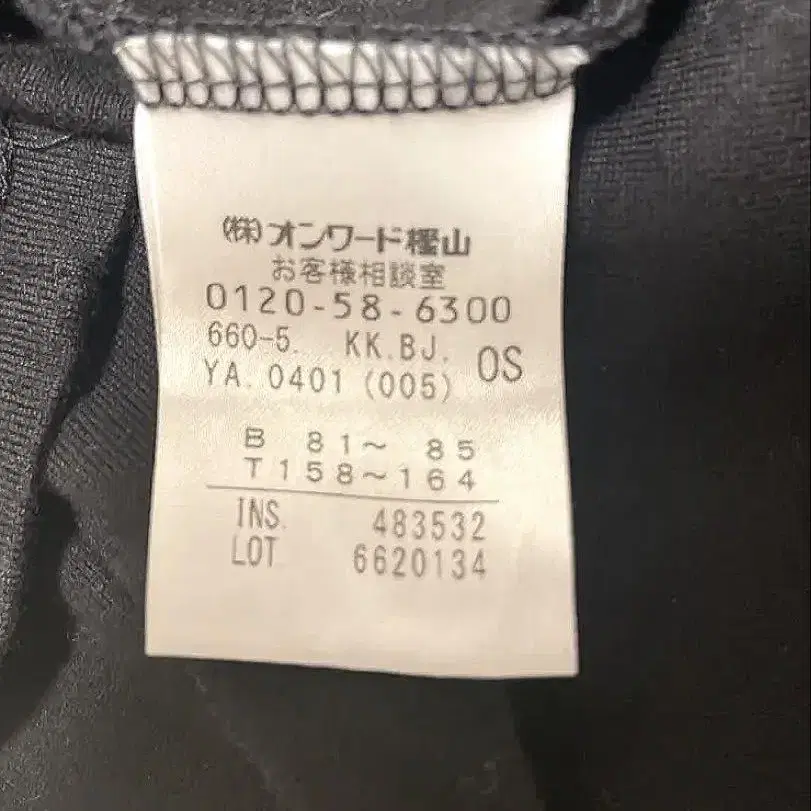 (株)オンワード樫山
お客様相談室
0120-58-6300
660-5. KK.BJ. OS
YA. 0401 (005)
B 81～ 85
T158～164
INS. 483532
LOT 6620134